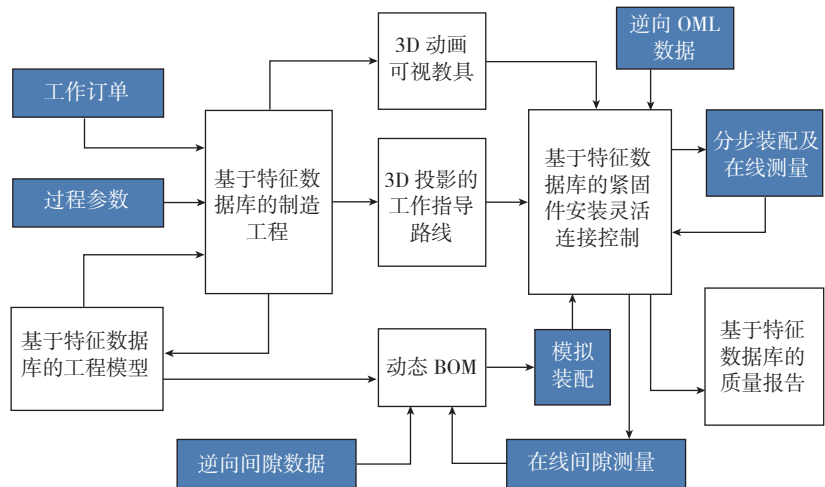 工作订单
过程参数
基于特征数
据库的制造
工程
基于特征数据
库的工程模型
3D 动画
可视教具
3D 投影的
工作指导
路线
动态 BOM
逆向间隙数据
逆向 OML
数据
基于特征数
据库的紧固
件安装灵活
连接控制
分步装配及
在线测量
模拟
装配
在线间隙测量
基于特征
数据库的
质量报告